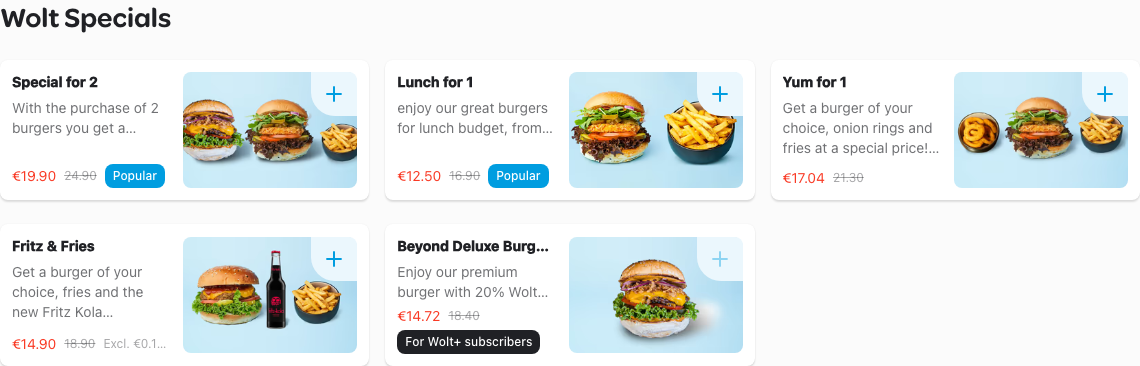 Wolt Specials
Special for 2
With the purchase of 2
burgers you get a...
€19.90 24.90 Popular
Lunch for 1
enjoy our great burgers
for lunch budget, from...
€12.50 16.90 Popular
Yum for 1
Get a burger of your
choice, onion rings and
fries at a special price!...
€17.04 21.30
Fritz & Fries
Get a burger of your
choice, fries and the
new Fritz Kola...
€14.90 18.90 Excl. €0.1...
Beyond Deluxe Burg...
Enjoy our premium
burger with 20% Wolt...
€14.72 18.40
For Wolt+ subscribers